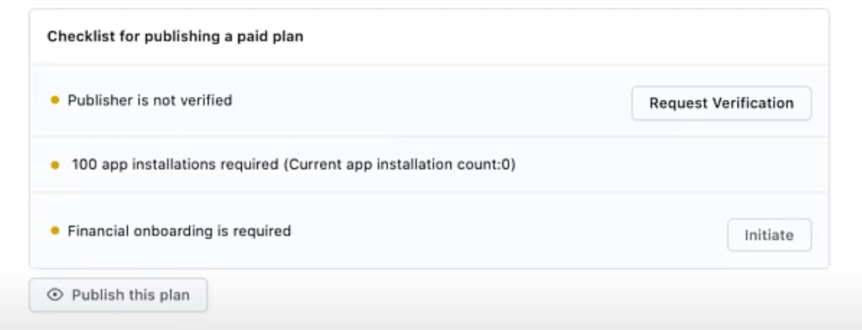 Checklist for publishing a paid plan
Publisher is not verified
Request Verification
100 app installations required (Current app installation count:0)
Financial onboarding is required
Initiate
Publish this plan